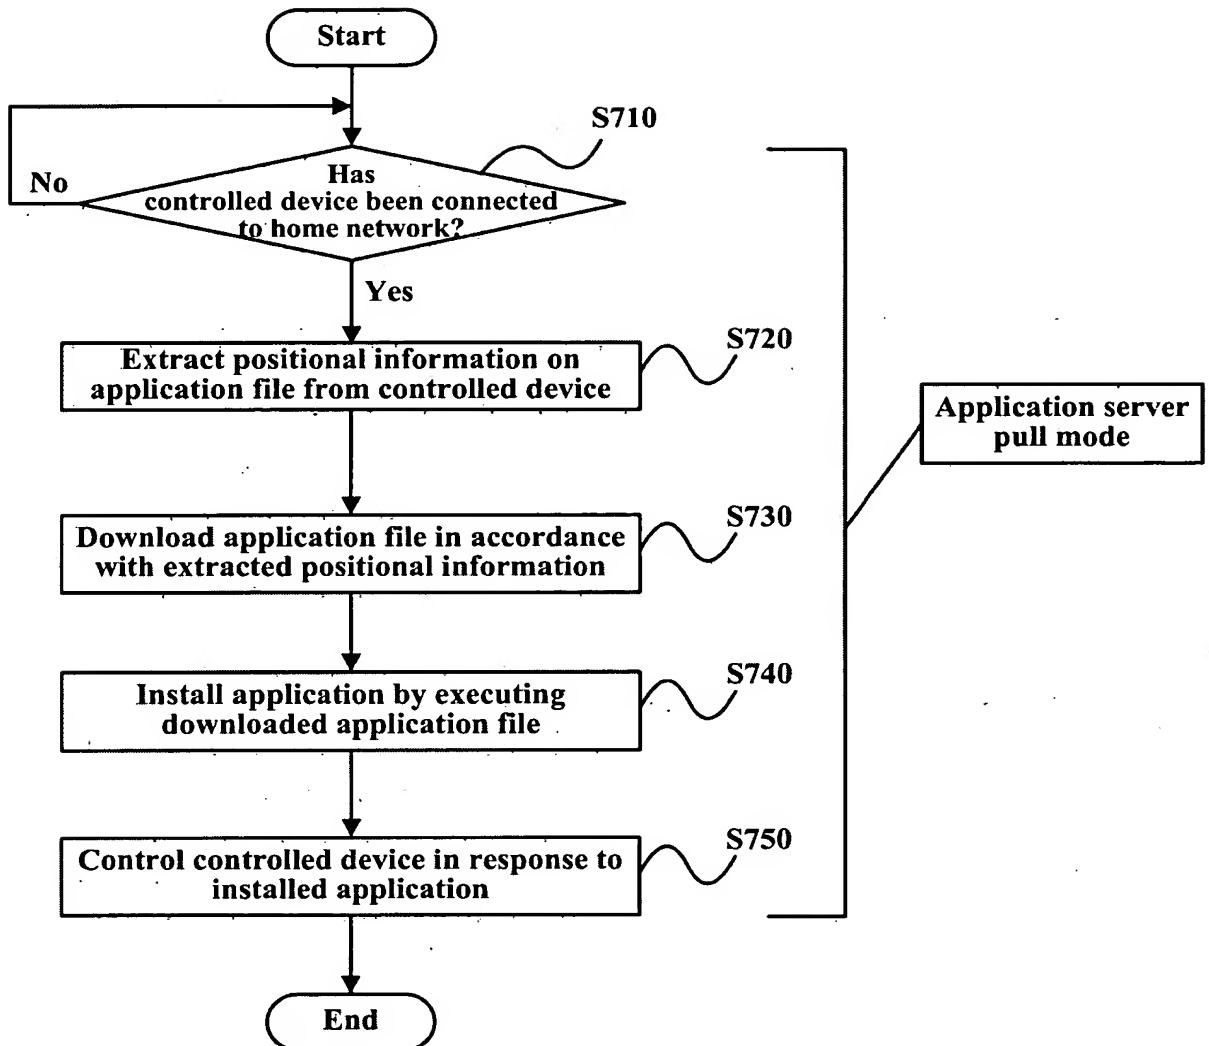 Start
S710
No
Has
controlled device been connected
to home network?
Yes
S720
Extract positional information on
application file from controlled device
Application server
pull mode
S730
Download application file in accordance
with extracted positional information
S740
Install application by executing
downloaded application file
S750
Control controlled device in response to
installed application
End